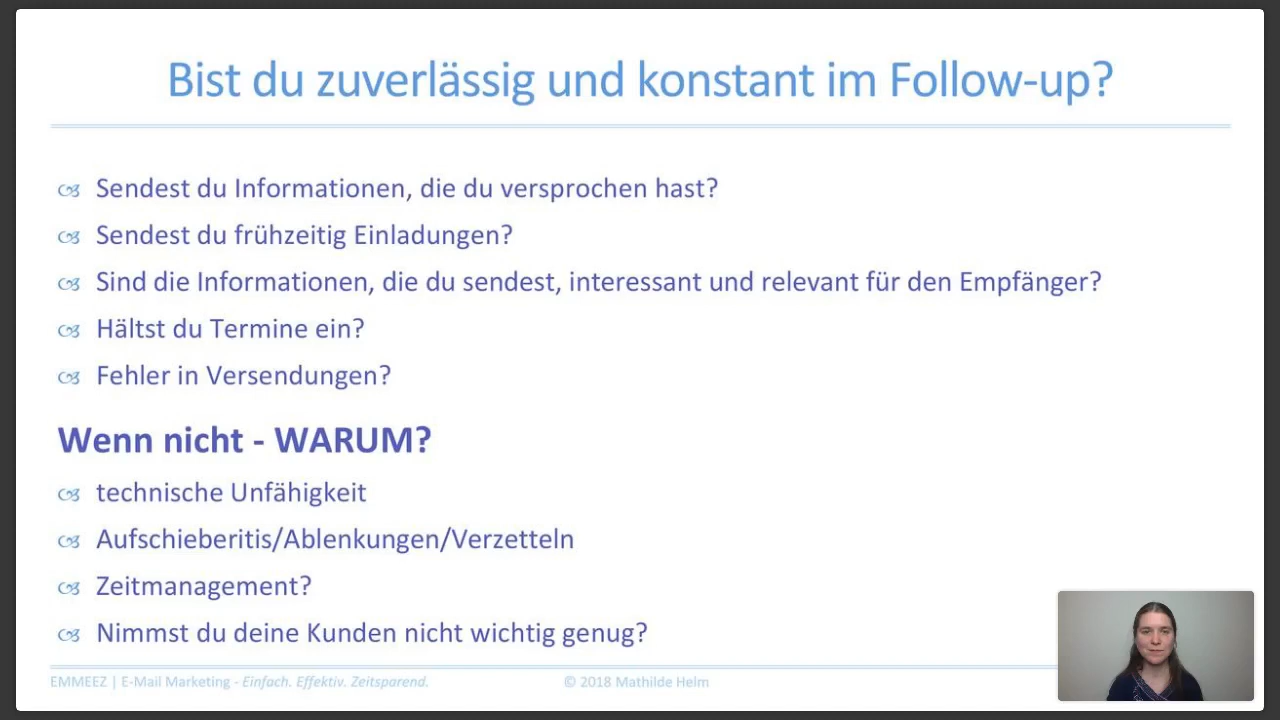 Bist du zuverlässig und konstant im Follow-up?
Sendest du Informationen, die du versprochen hast?
Sendest du frühzeitig Einladungen?
Sind die Informationen, die du sendest, interessant und relevant für den Empfänger?
Hältst du Termine ein?
Fehler in Versendungen?
Wenn nicht - WARUM?
technische Unfähigkeit
Aufschieberitis/Ablenkungen/Verzetteln
Zeitmanagement?
Nimmst du deine Kunden nicht wichtig genug?
EMMEEZ | E-Mail Marketing - Einfach. Effektiv. Zeitsparend.
© 2018 Mathilde Helm